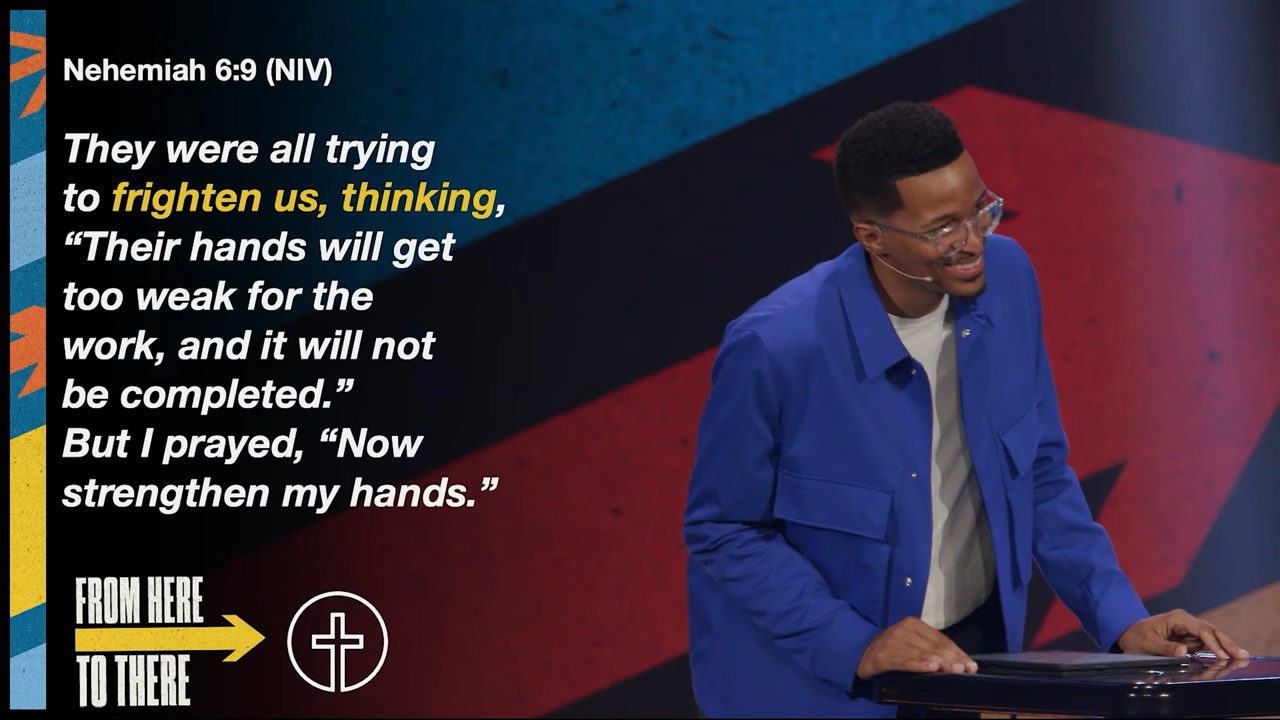 Nehemiah 6:9 (NIV)
They were all trying
to frighten us, thinking,
“Their hands will get
too weak for the
work, and it will not
be completed.”
But I prayed, “Now
strengthen my hands.”
FROM HERE
TO THERE